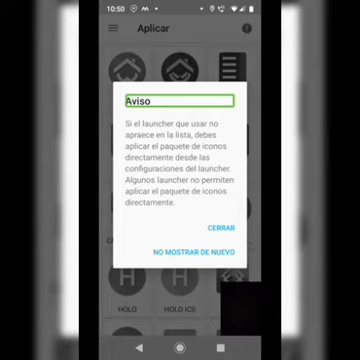 10:50
Aplicar
Aviso
Si el launcher que usar no
apraece en la lista, debes
aplicar el paquete de iconos
directamente desde las
configuraciones del launcher.
Algunos launcher no permiten
aplicar el paquete de iconos
directamente.
CERRAR
NO MOSTRAR DE NUEVO
HOLO
HOLO ICS